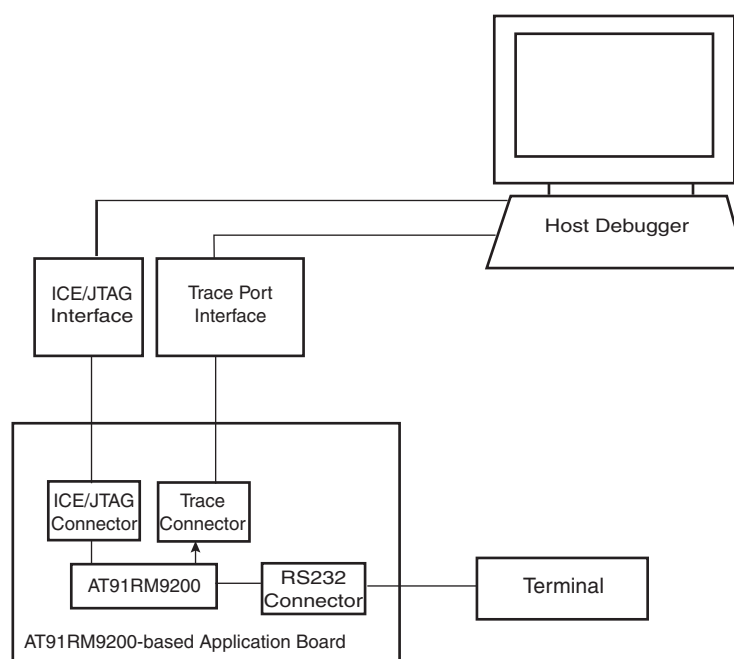 Host Debugger
ICE/JTAG
Interface
Trace Port
Interface
ICE/JTAG
Connector
Trace
Connector
AT91RM9200
RS232
Connector
Terminal
AT91RM9200-based Application Board